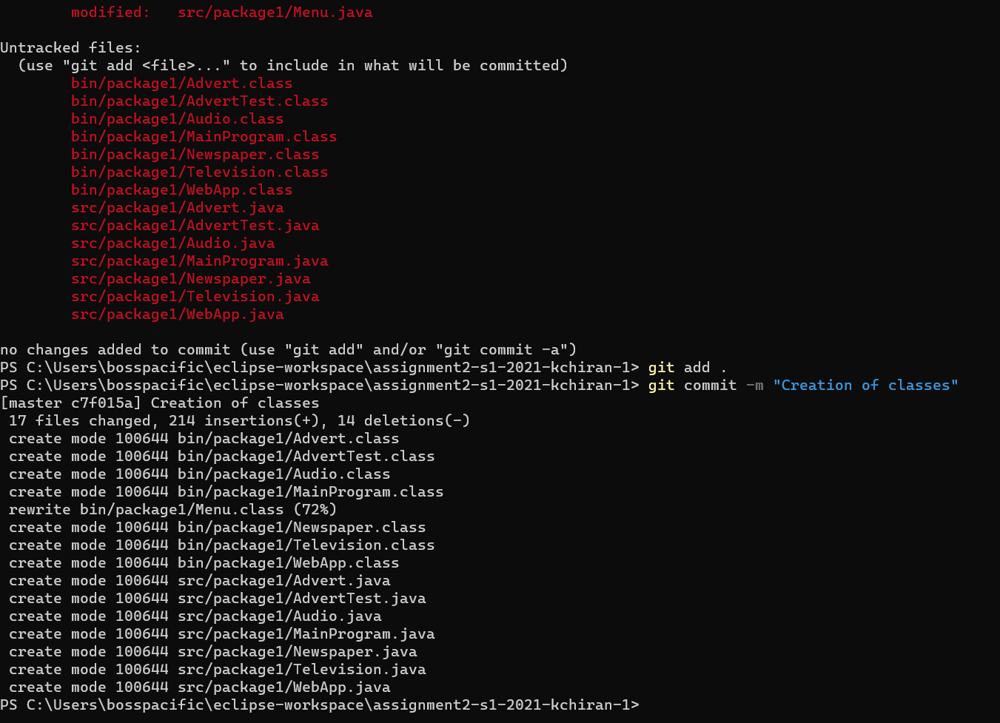 modified:   src/package1/Menu.java

Untracked files:
  (use "git add <file>..." to include in what will be committed)
        bin/package1/Advert.class
        bin/package1/AdvertTest.class
        bin/package1/Audio.class
        bin/package1/MainProgram.class
        bin/package1/Newspaper.class
        bin/package1/Television.class
        bin/package1/WebApp.class
        src/package1/Advert.java
        src/package1/AdvertTest.java
        src/package1/Audio.java
        src/package1/MainProgram.java
        src/package1/Newspaper.java
        src/package1/Television.java
        src/package1/WebApp.java

no changes added to commit (use "git add" and/or "git commit -a")
PS C:\Users\bosspacific\eclipse-workspace\assignment2-s1-2021-kchiran-1> git add .
PS C:\Users\bosspacific\eclipse-workspace\assignment2-s1-2021-kchiran-1> git commit -m "Creation of classes"
[master c7f015a] Creation of classes
 17 files changed, 214 insertions(+), 14 deletions(-)
 create mode 100644 bin/package1/Advert.class
 create mode 100644 bin/package1/AdvertTest.class
 create mode 100644 bin/package1/Audio.class
 create mode 100644 bin/package1/MainProgram.class
 rewrite bin/package1/Menu.class (72%)
 create mode 100644 bin/package1/Newspaper.class
 create mode 100644 bin/package1/Television.class
 create mode 100644 bin/package1/WebApp.class
 create mode 100644 src/package1/Advert.java
 create mode 100644 src/package1/AdvertTest.java
 create mode 100644 src/package1/Audio.java
 create mode 100644 src/package1/MainProgram.java
 create mode 100644 src/package1/Newspaper.java
 create mode 100644 src/package1/Television.java
 create mode 100644 src/package1/WebApp.java
PS C:\Users\bosspacific\eclipse-workspace\assignment2-s1-2021-kchiran-1>